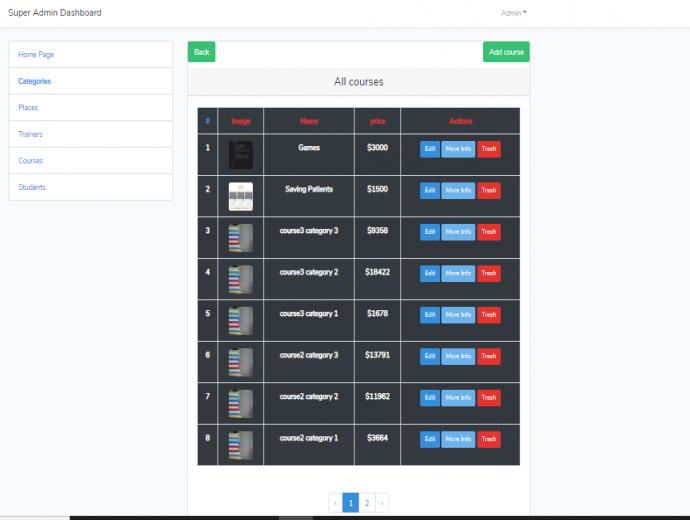 Super Admin Dashboard Admin
Home Page
Categories
Places
Trainers
Courses
Students
Back Add course
All courses
# Image Name price Actions
1 Games $3000 Edit More Info Trash
2 Saving Patients $1500 Edit More Info Trash
3 course3 category 3 $9358 Edit More Info Trash
4 course3 category 2 $18422 Edit More Info Trash
5 course3 category 1 $1678 Edit More Info Trash
6 course2 category 3 $13791 Edit More Info Trash
7 course2 category 2 $11962 Edit More Info Trash
8 course2 category 1 $3664 Edit More Info Trash
‹ 1 2 ›